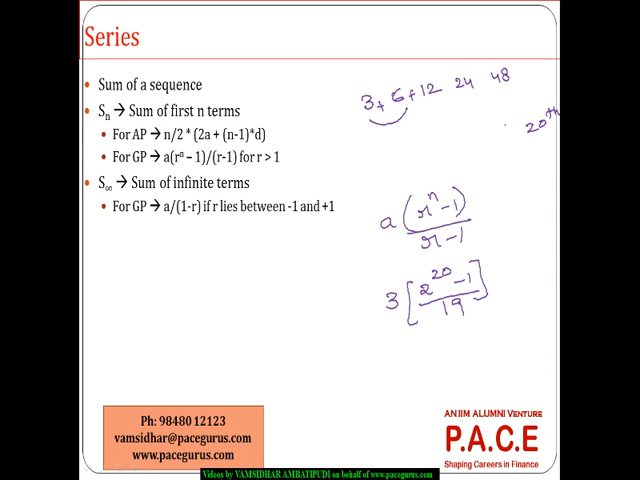 Series
• Sum of a sequence
• Sn → Sum of first n terms
• For AP → n/2 * (2a + (n-1)*d)
• For GP → a(rⁿ – 1)/(r-1) for r > 1
• S∞ → Sum of infinite terms
• For GP → a/(1-r) if r lies between -1 and +1
3 + 6 + 12 24 48
20th
a (rⁿ - 1)
r - 1
3 [2²⁰ - 1]
19
Ph: 98480 12123
vamsidhar@pacegurus.com
www.pacegurus.com
AN IIM ALUMNI VENTURE
P.A.C.E
Shaping Careers in Finance
Videos by VAMSIDHAR AMBATIPUDI on behalf of www.pacegurus.com